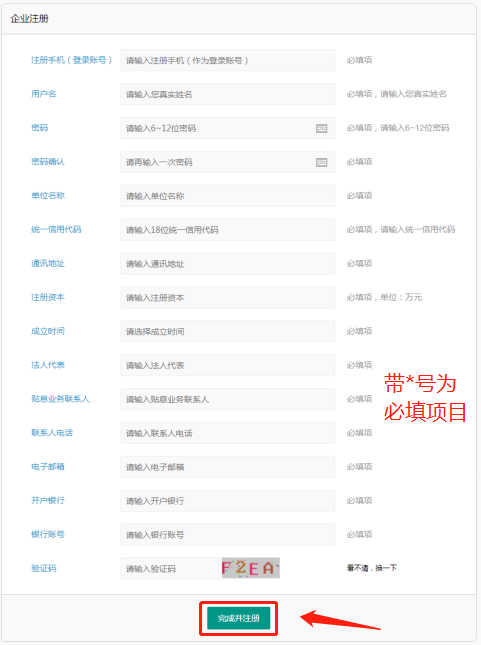 企业注册
注册手机（登录账号） 请输入注册手机（作为登录账号） 必填项
用户名 请输入您真实姓名 必填项，请输入您真实姓名
密码 请输入6~12位密码 必填项，请输入6~12位密码
密码确认 请再输入一次密码 必填项
单位名称 请输入单位名称 必填项
统一信用代码 请输入18位统一信用代码 必填项，请输入统一信用代码
通讯地址 请输入通讯地址 必填项
注册资本 请输入注册资本 必填项，单位：万元
成立时间 请选择成立时间 必填项
法人代表 请输入法人代表 必填项
贴息业务联系人 请输入贴息业务联系人 必填项
带*号为
必填项目
联系人电话 请输入联系人电话 必填项
电子邮箱 请输入电子邮箱 必填项
开户银行 请输入开户银行 必填项
银行账号 请输入银行账号 必填项
验证码 请输入验证码 F2EA 看不清，换一下
完成并注册